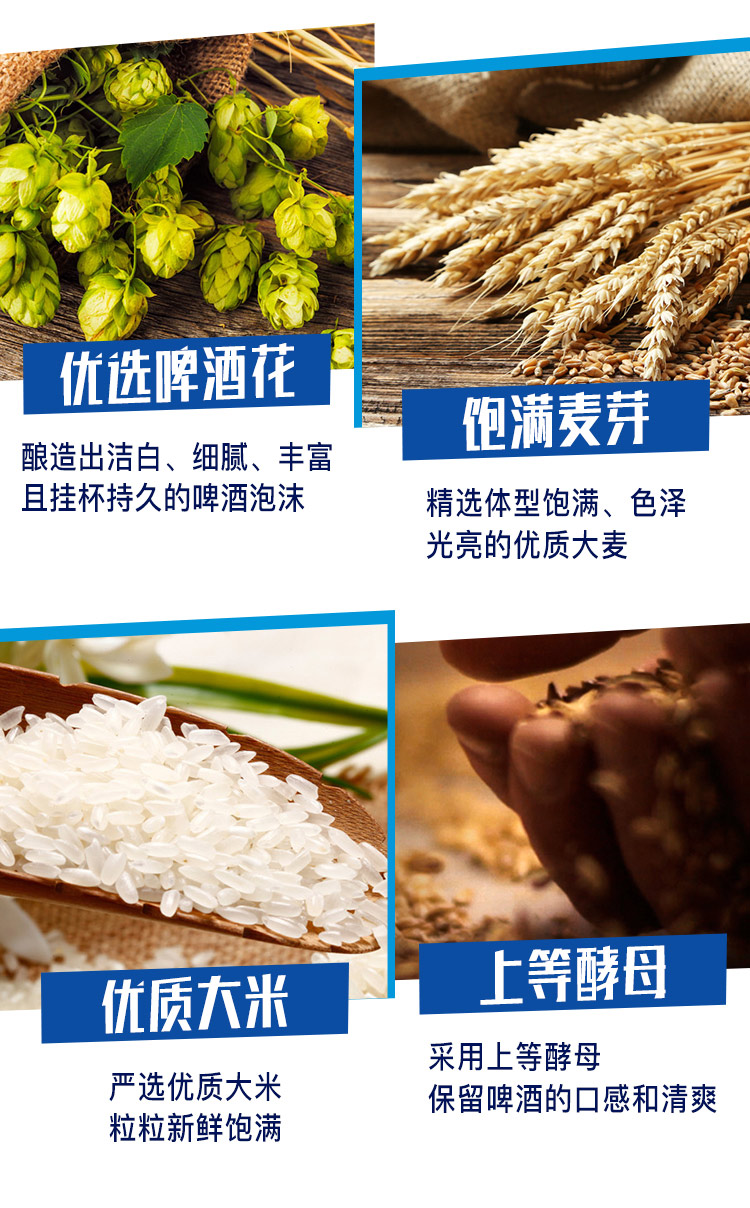 优选啤酒花
酿造出洁白、细腻、丰富
且挂杯持久的啤酒泡沫
饱满麦芽
精选体型饱满、色泽
光亮的优质大麦
优质大米
严选优质大米
粒粒新鲜饱满
上等酵母
采用上等酵母
保留啤酒的口感和清爽